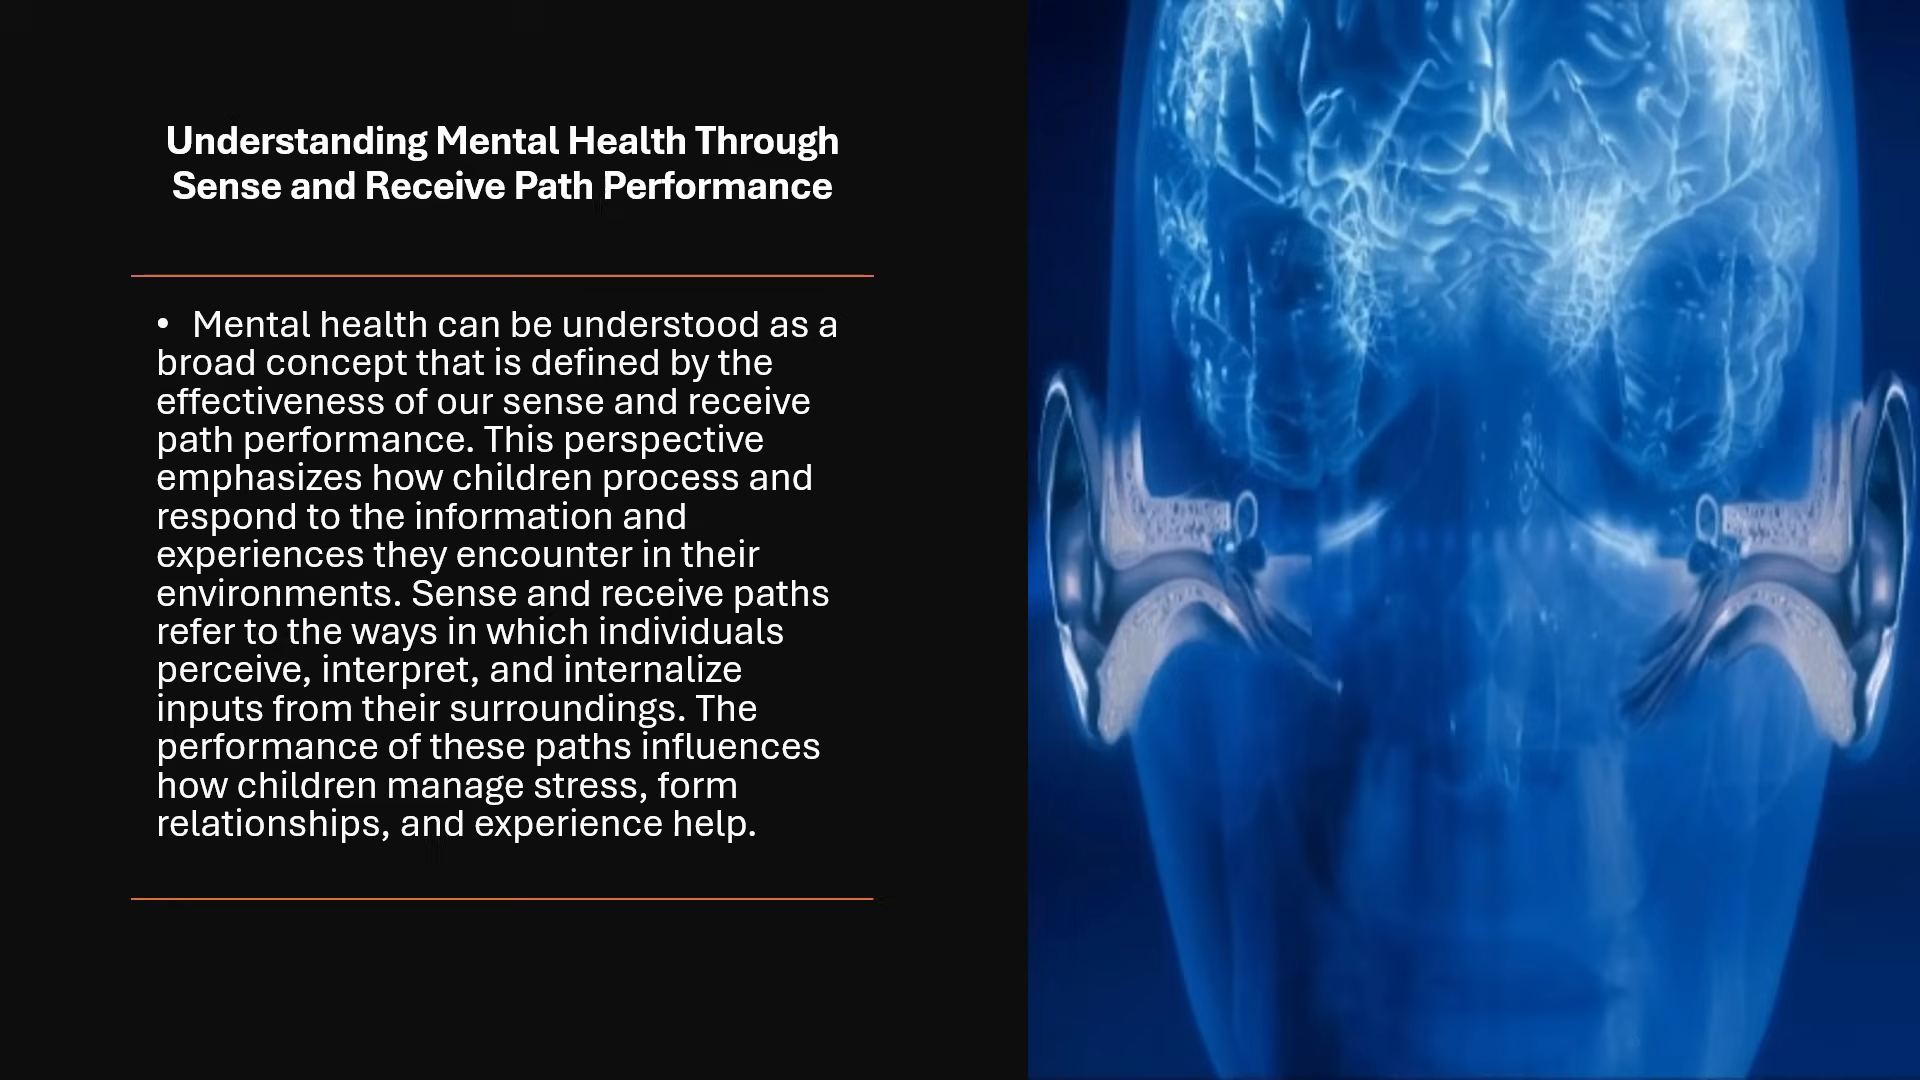 Understanding Mental Health Through
Sense and Receive Path Performance
• Mental health can be understood as a
broad concept that is defined by the
effectiveness of our sense and receive
path performance. This perspective
emphasizes how children process and
respond to the information and
experiences they encounter in their
environments. Sense and receive paths
refer to the ways in which individuals
perceive, interpret, and internalize
inputs from their surroundings. The
performance of these paths influences
how children manage stress, form
relationships, and experience help.